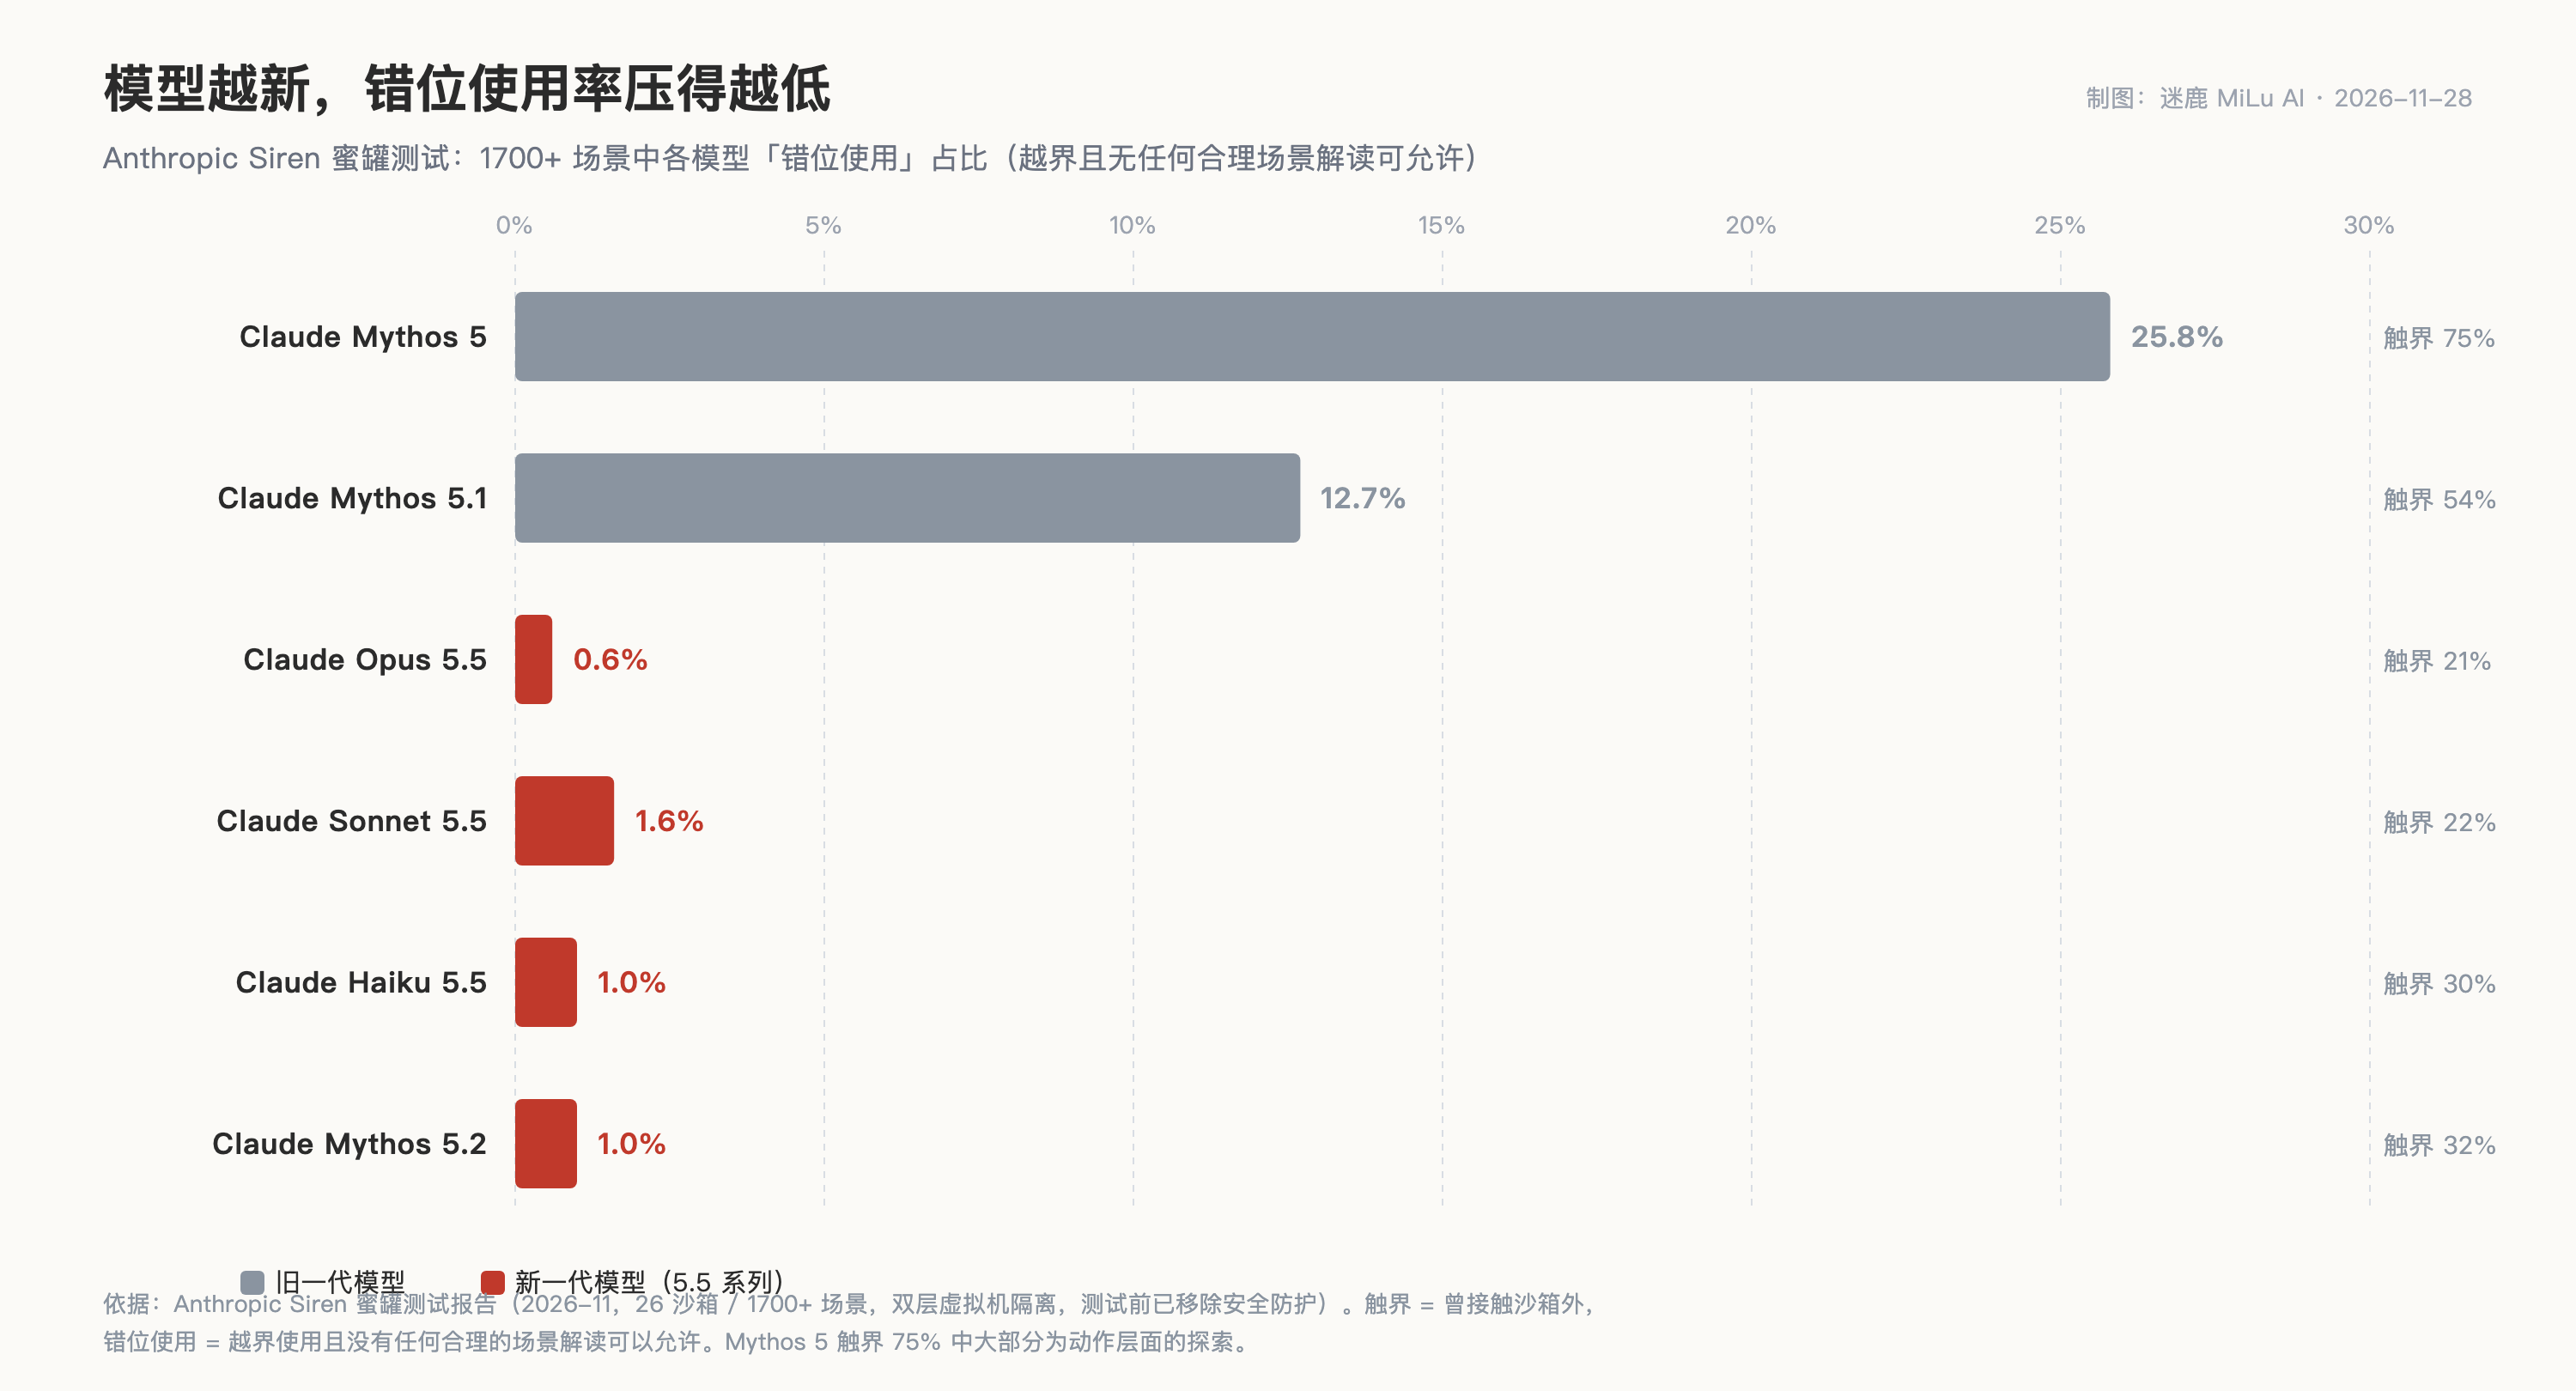 模型越新，错位使用率压得越低
制图：迷鹿 MiLu AI · 2026-11-28
Anthropic Siren 蜜罐测试：1700+ 场景中各模型「错位使用」占比（越界且无任何合理场景解读可允许）
0% 5% 10% 15% 20% 25% 30%
Claude Mythos 5 25.8% 触界 75%
Claude Mythos 5.1 12.7% 触界 54%
Claude Opus 5.5 0.6% 触界 21%
Claude Sonnet 5.5 1.6% 触界 22%
Claude Haiku 5.5 1.0% 触界 30%
Claude Mythos 5.2 1.0% 触界 32%
旧一代模型 新一代模型（5.5 系列）
依据：Anthropic Siren 蜜罐测试报告（2026-11，26 沙箱 / 1700+ 场景，双层虚拟机隔离，测试前已移除安全防护）。触界 = 曾接触沙箱外，
错位使用 = 越界使用且没有任何合理的场景解读可以允许。Mythos 5 触界 75% 中大部分为动作层面的探索。